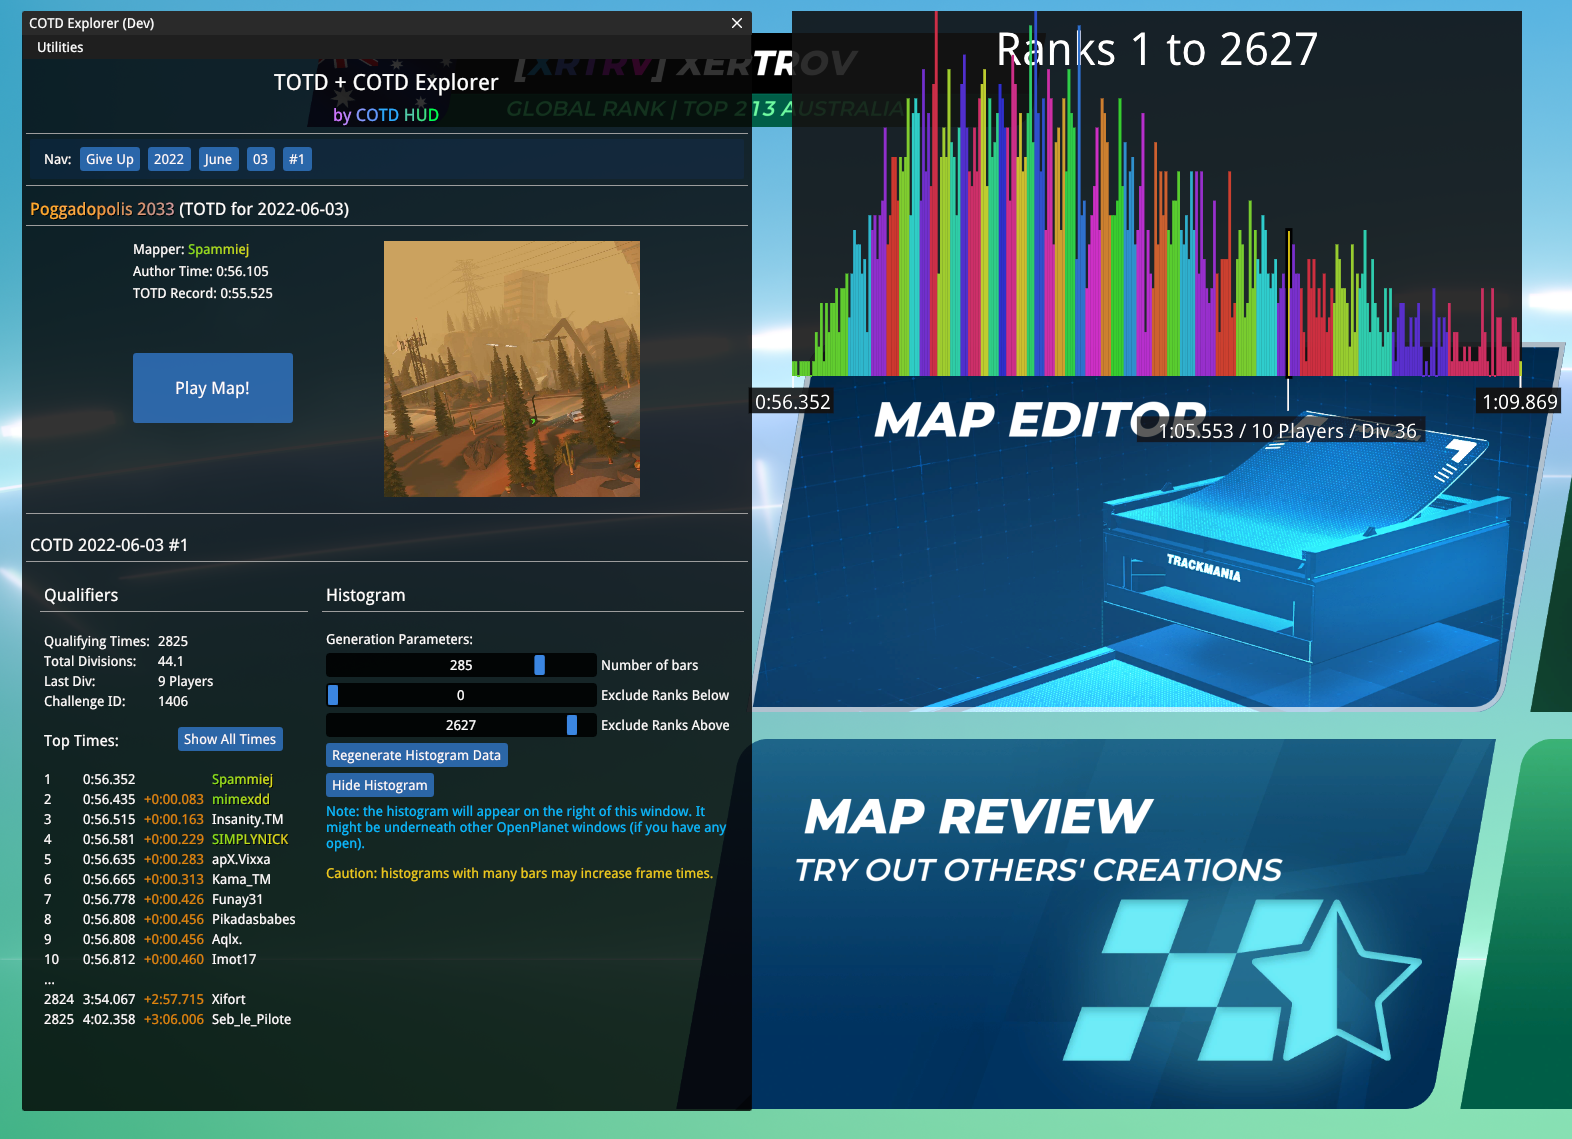 COTD Explorer (Dev)
Utilities
TOTD + COTD Explorer
by COTD HUD
[XRTRV] XERTROV
GLOBAL RANK | TOP 213 AUSTRALIA
Nav: Give Up 2022 June 03 #1
Poggadopolis 2033 (TOTD for 2022-06-03)
Mapper: Spammiej
Author Time: 0:56.105
TOTD Record: 0:55.525
Play Map!
COTD 2022-06-03 #1
Qualifiers
Qualifying Times: 2825
Total Divisions: 44.1
Last Div: 9 Players
Challenge ID: 1406
Top Times: Show All Times
1 0:56.352 Spammiej
2 0:56.435 +0:00.083 mimexdd
3 0:56.515 +0:00.163 Insanity.TM
4 0:56.581 +0:00.229 SIMPLYNICK
5 0:56.635 +0:00.283 apX.Vixxa
6 0:56.665 +0:00.313 Kama_TM
7 0:56.778 +0:00.426 Funay31
8 0:56.808 +0:00.456 Pikadasbabes
9 0:56.808 +0:00.456 Aqlx.
10 0:56.812 +0:00.460 Imot17
...
2824 3:54.067 +2:57.715 Xifort
2825 4:02.358 +3:06.006 Seb_le_Pilote
Histogram
Generation Parameters:
285 Number of bars
0 Exclude Ranks Below
2627 Exclude Ranks Above
Regenerate Histogram Data
Hide Histogram
Note: the histogram will appear on the right of this window. It
might be underneath other OpenPlanet windows (if you have any
open).
Caution: histograms with many bars may increase frame times.
Ranks 1 to 2627
0:56.352
1:09.869
1:05.553 / 10 Players / Div 36
MAP EDITOR
TRACKMANIA
MAP REVIEW
TRY OUT OTHERS' CREATIONS